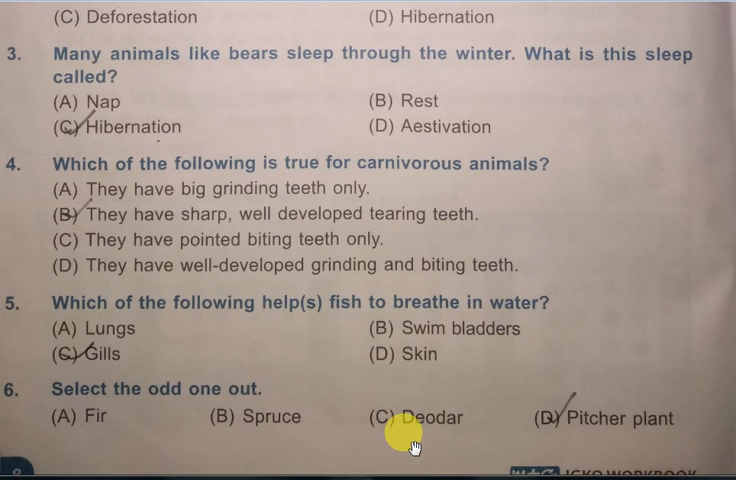 (C) Deforestation (D) Hibernation
3. Many animals like bears sleep through the winter. What is this sleep
called?
(A) Nap (B) Rest
(C) Hibernation (D) Aestivation
4. Which of the following is true for carnivorous animals?
(A) They have big grinding teeth only.
(B) They have sharp, well developed tearing teeth.
(C) They have pointed biting teeth only.
(D) They have well-developed grinding and biting teeth.
5. Which of the following help(s) fish to breathe in water?
(A) Lungs (B) Swim bladders
(C) Gills (D) Skin
6. Select the odd one out.
(A) Fir (B) Spruce (C) Deodar (D) Pitcher plant
IGKO WORKBOOK